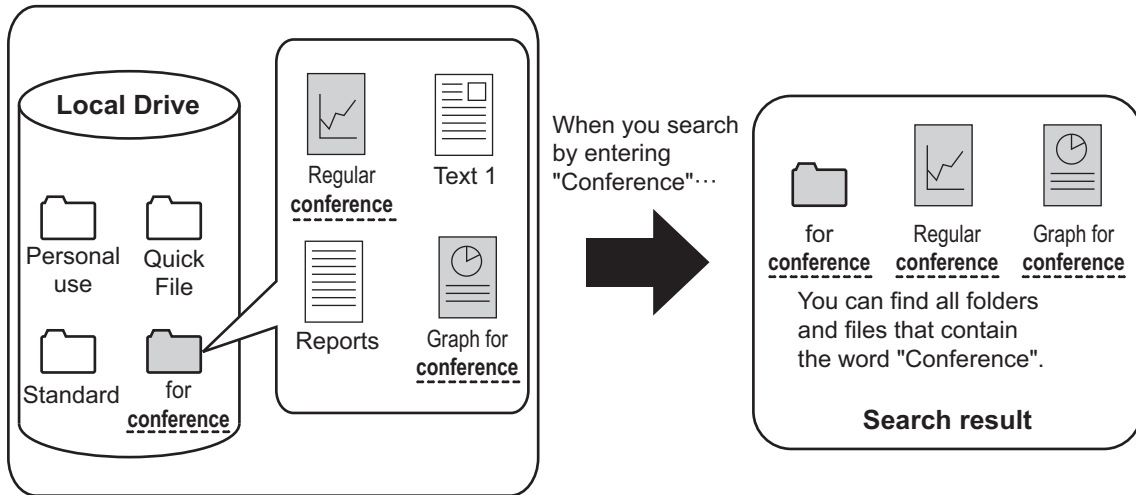 Local Drive
Personal
use
Quick
File
Standard
for
conference
Regular
conference
Text 1
Reports
Graph for
conference
When you search
by entering
"Conference"⋯
for
conference
Regular
conference
Graph for
conference
You can find all folders
and files that contain
the word "Conference".
Search result